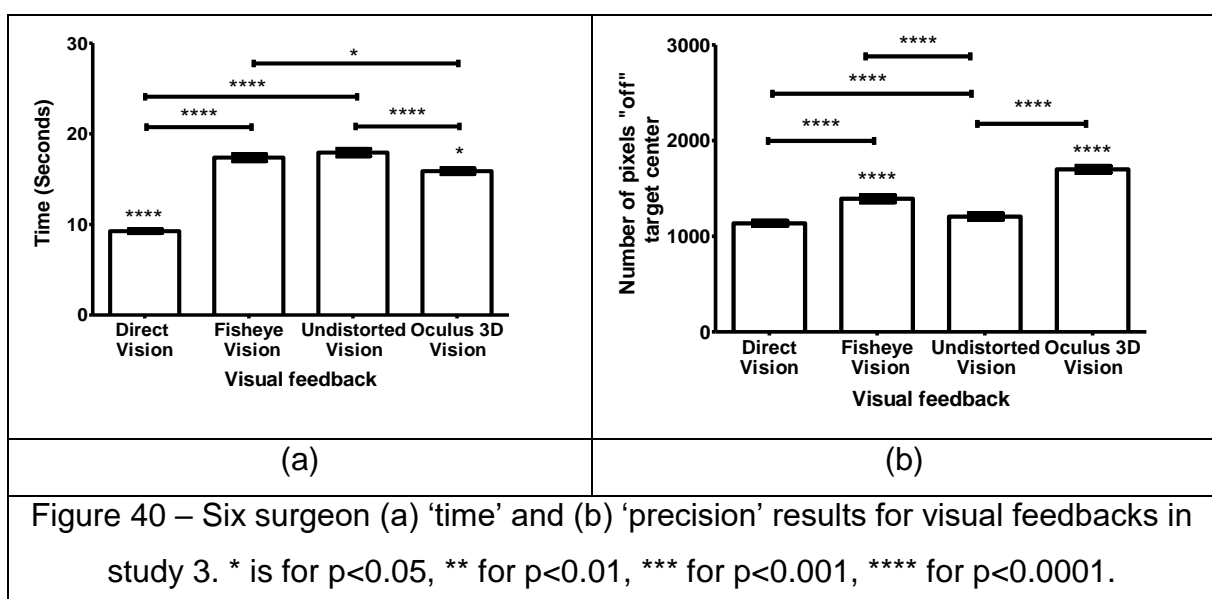 30
20
10
0
Time (Seconds)
*
****
****
****
****
*
Direct Vision
Fisheye Vision
Undistorted Vision
Oculus 3D Vision
Visual feedback
(a)
3000
2000
1000
0
Number of pixels "off"
target center
****
****
****
****
****
****
Direct Vision
Fisheye Vision
Undistorted Vision
Oculus 3D Vision
Visual feedback
(b)
Figure 40 – Six surgeon (a) ‘time’ and (b) ‘precision’ results for visual feedbacks in
study 3. * is for p<0.05, ** for p<0.01, *** for p<0.001, **** for p<0.0001.